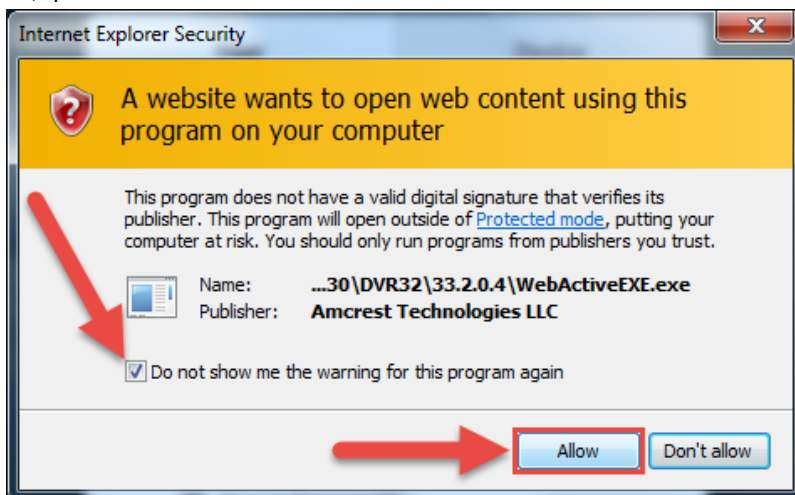 Internet Explorer Security
A website wants to open web content using this
program on your computer
This program does not have a valid digital signature that verifies its
publisher. This program will open outside of Protected mode, putting your
computer at risk. You should only run programs from publishers you trust.
Name: ...30\DVR32\33.2.0.4\WebActiveEXE.exe
Publisher: Amcrest Technologies LLC
Do not show me the warning for this program again
Allow Don't allow